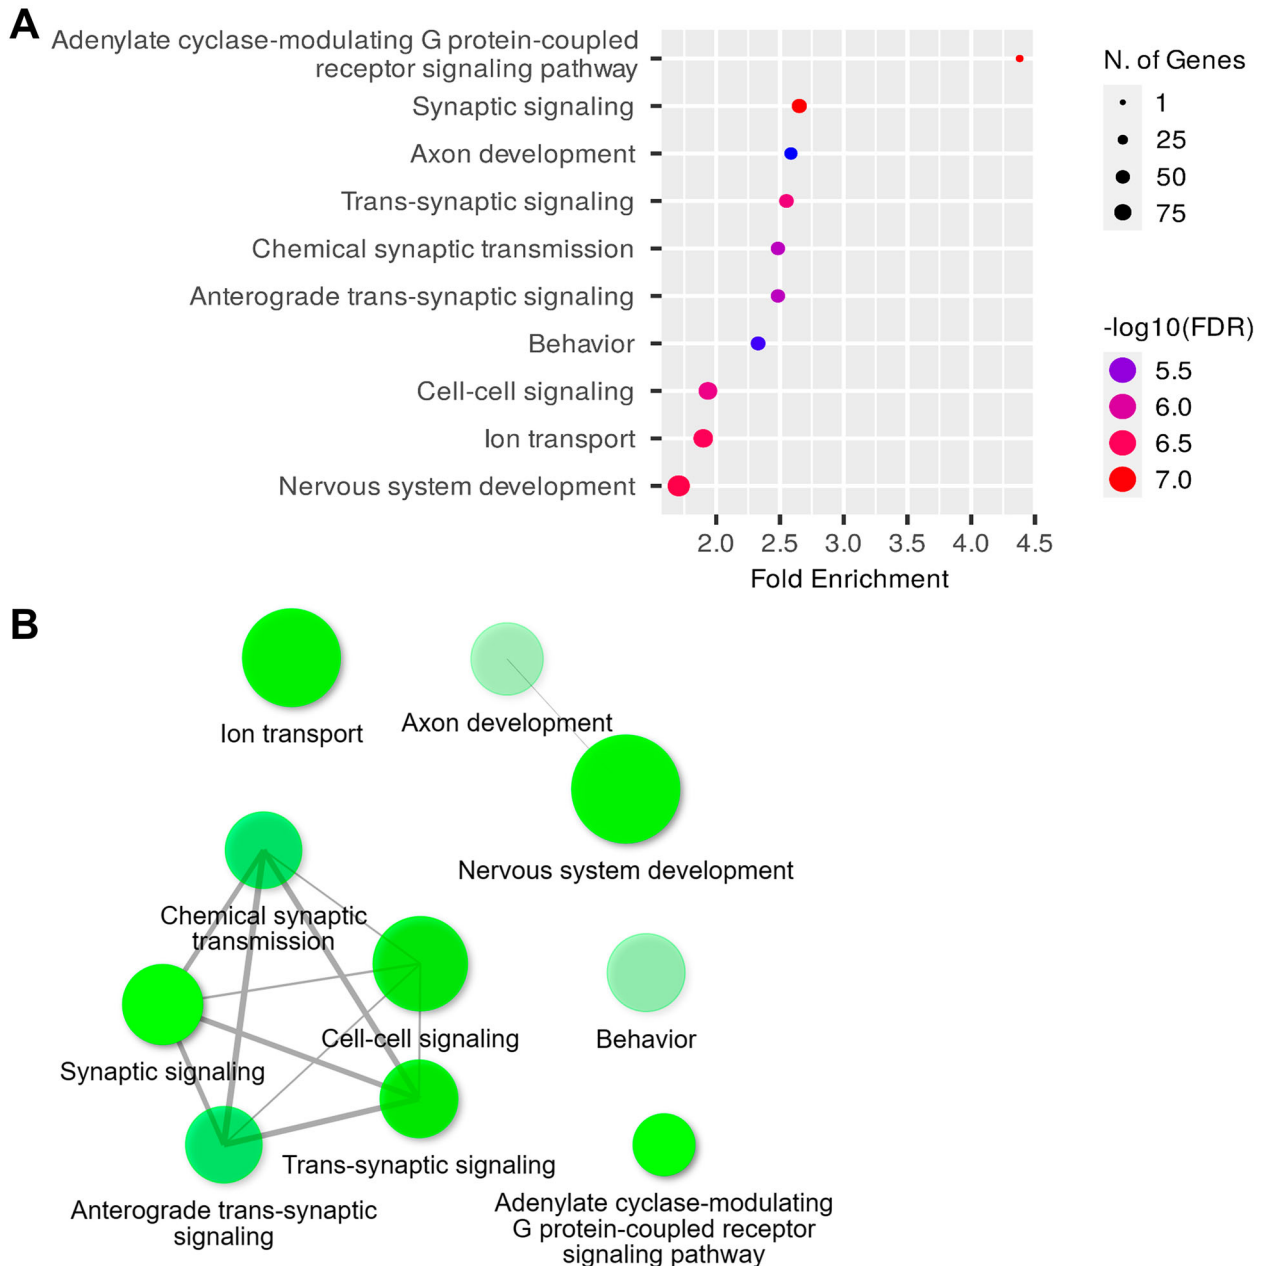 A
Adenylate cyclase-modulating G protein-coupled
receptor signaling pathway
Synaptic signaling
Axon development
Trans-synaptic signaling
Chemical synaptic transmission
Anterograde trans-synaptic signaling
Behavior
Cell-cell signaling
Ion transport
Nervous system development
2.0 2.5 3.0 3.5 4.0 4.5
Fold Enrichment
N. of Genes
1
25
50
75
-log10(FDR)
5.5
6.0
6.5
7.0
B
Ion transport
Axon development
Nervous system development
Chemical synaptic
transmission
Cell-cell signaling
Behavior
Synaptic signaling
Trans-synaptic signaling
Anterograde trans-synaptic
signaling
Adenylate cyclase-modulating
G protein-coupled receptor
signaling pathway